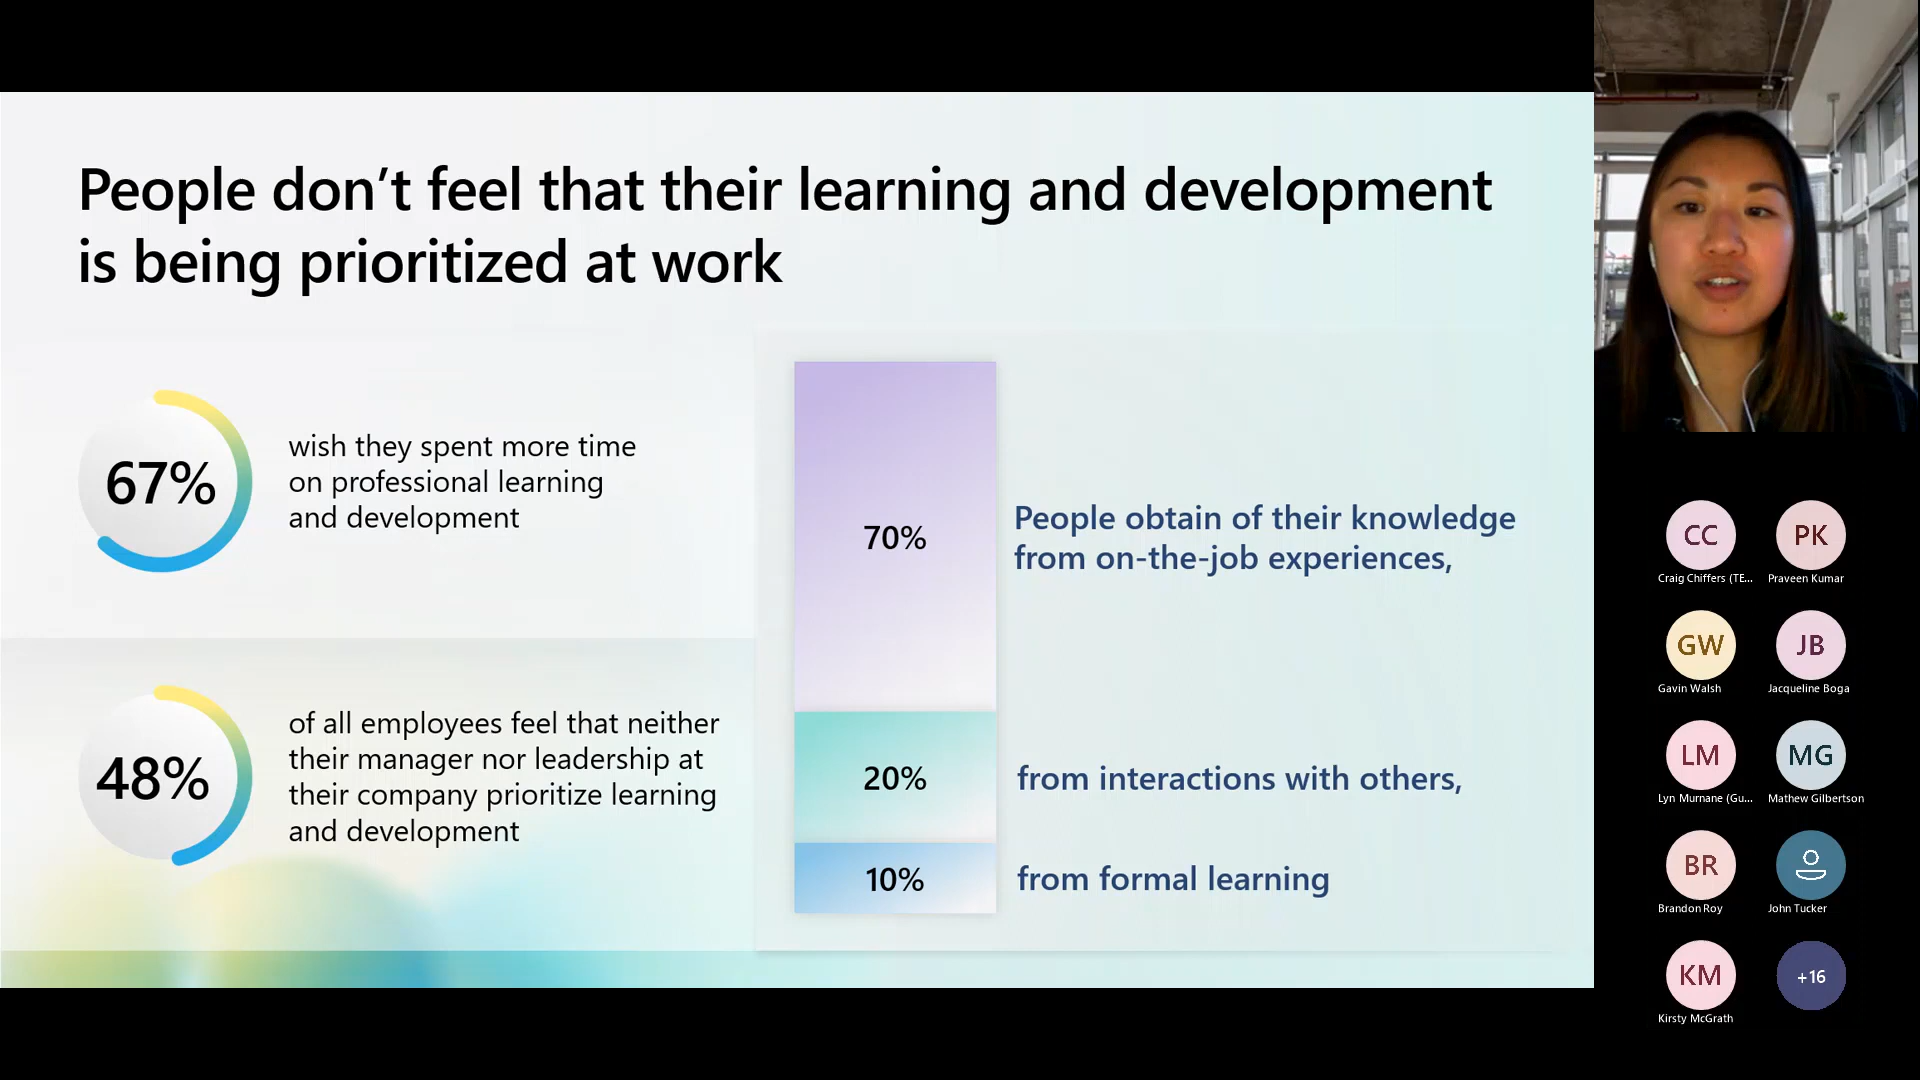 People don’t feel that their learning and development
is being prioritized at work
67%
wish they spent more time
on professional learning
and development
48%
of all employees feel that neither
their manager nor leadership at
their company prioritize learning
and development
70%
People obtain of their knowledge
from on-the-job experiences,
20%
from interactions with others,
10%
from formal learning
CC
Craig Chiffers (TE...
PK
Praveen Kumar
GW
Gavin Walsh
JB
Jacqueline Boga
LM
Lyn Murnane (Gu...
MG
Mathew Gilbertson
BR
Brandon Roy
John Tucker
KM
Kirsty McGrath
+16